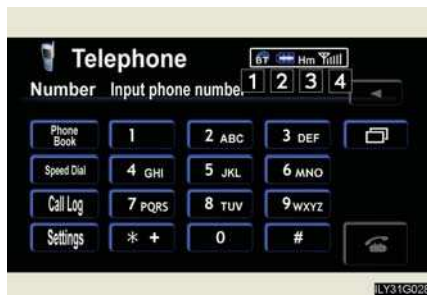 Telephone
BT Hm
Number Input phone number 1 2 3 4
Phone Book 1 2 ABC 3 DEF
Speed Dial 4 GHI 5 JKL 6 MNO
Call Log 7 PQRS 8 TUV 9 WXYZ
Settings * + 0 #
ILY31G028